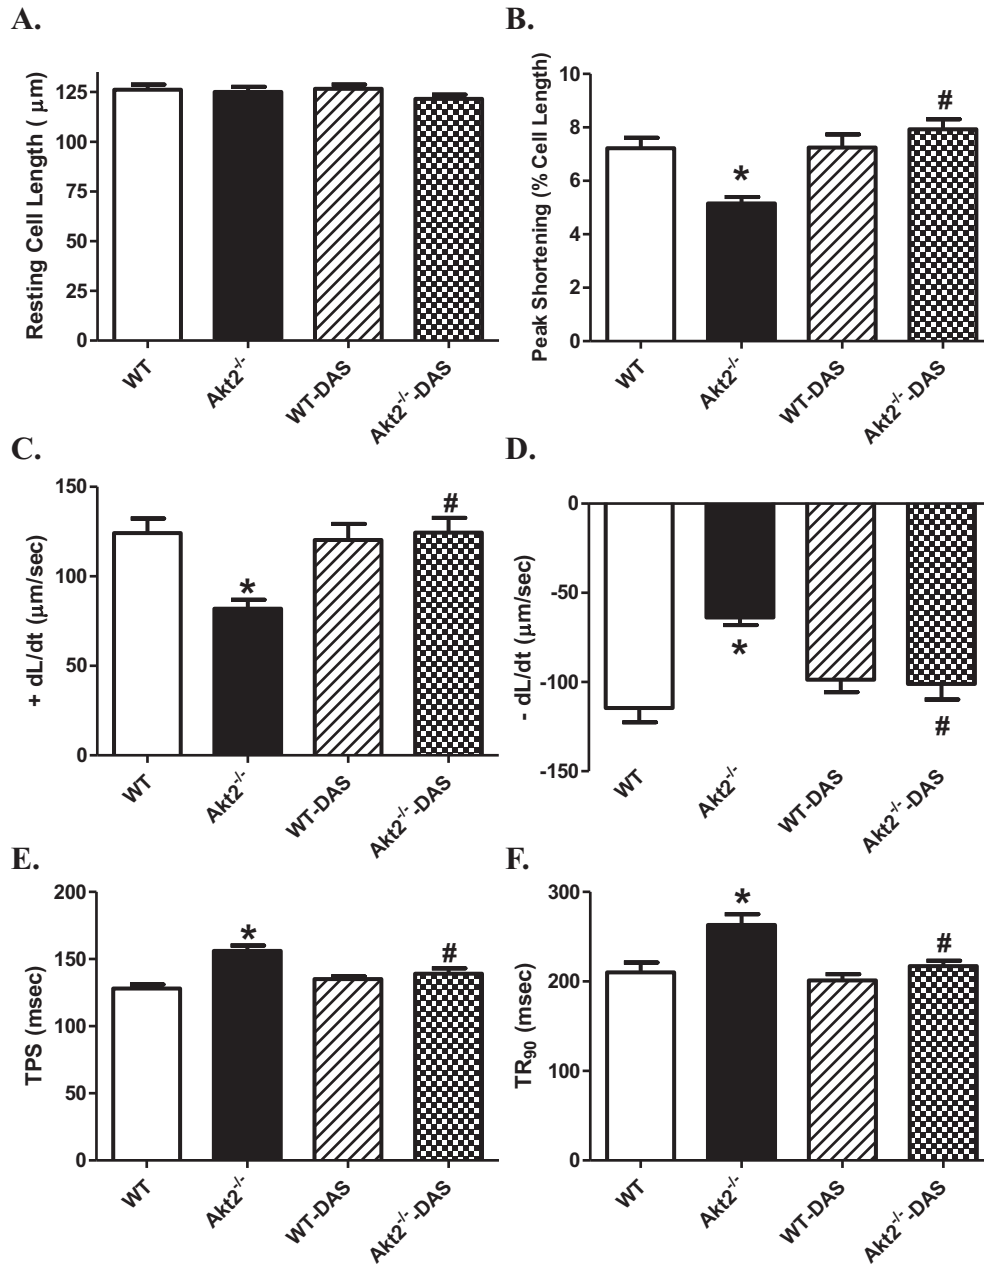 A.
Resting Cell Length ( μm)
125
100
75
50
25
0
WT
Akt2-/-
WT-DAS
Akt2-/--DAS
B.
Peak Shortening (% Cell Length)
10
8
6
4
2
0
*
#
WT
Akt2-/-
WT-DAS
Akt2-/--DAS
C.
+ dL/dt (μm/sec)
150
100
50
0
*
#
WT
Akt2-/-
WT-DAS
Akt2-/--DAS
D.
- dL/dt (μm/sec)
0
-50
-100
-150
*
#
WT
Akt2-/-
WT-DAS
Akt2-/--DAS
E.
TPS (msec)
200
150
100
50
0
*
#
WT
Akt2-/-
WT-DAS
Akt2-/--DAS
F.
TR90 (msec)
300
200
100
0
*
#
WT
Akt2-/-
WT-DAS
Akt2-/--DAS